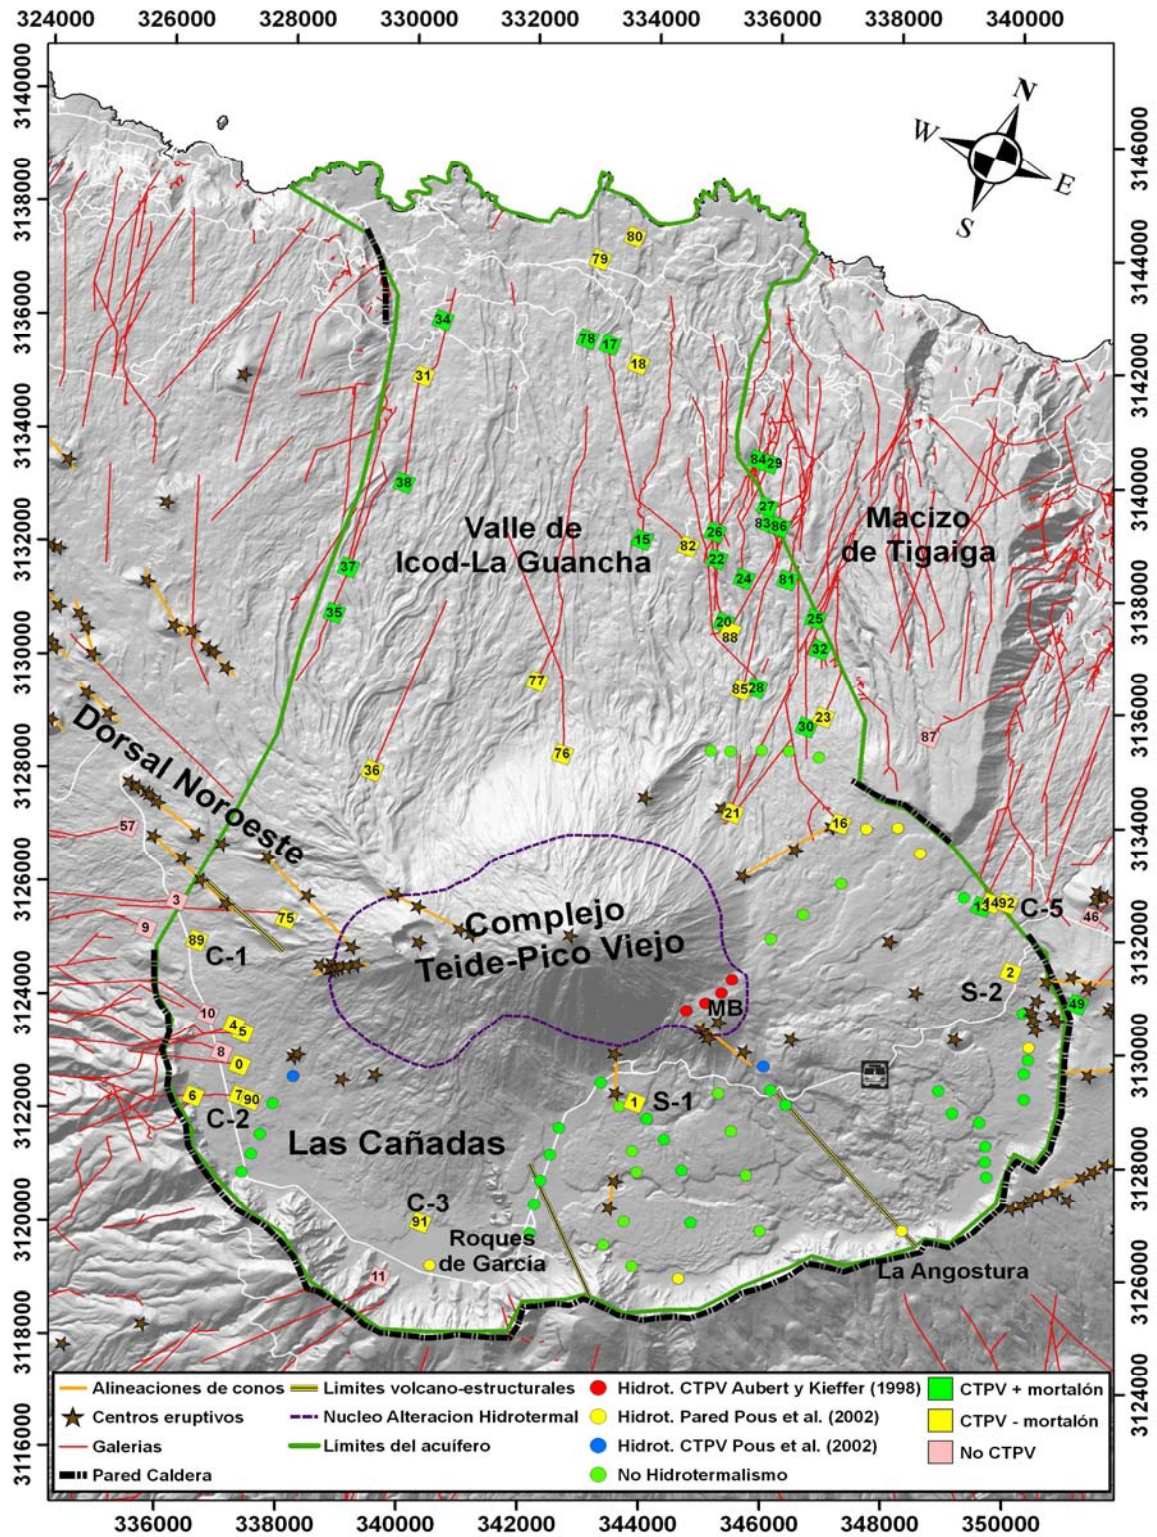 324000 326000 328000 330000 332000 334000 336000 338000 340000
3140000
3138000
3136000
3134000
3132000
3130000
3128000
3126000
3124000
3122000
3120000
3118000
3116000
3146000
3144000
3142000
3140000
3138000
3136000
3134000
3132000
3130000
3128000
3126000
3124000
N
W
E
S
80
79
34
78 17
18
31
84 29
38
27
83 86
26
15
82
22
37
24
81
35
20
88
25
32
77
85 28
23
30
87
76
36
21
16
57
3
75
9
89
13 14 92
46
2
49
10
4 5
8
0
6
7 90
1
91
11
Valle de
Icod-La Guancha
Macizo
de Tigaiga
Dorsal Noroeste
Complejo
Teide-Pico Viejo
C-5
C-1
S-2
MB
S-1
C-2
Las Cañadas
C-3
Roques
de García
La Angostura
Alineaciones de conos
Centros eruptivos
Galerias
Pared Caldera
Limites volcano-estructurales
Nucleo Alteracion Hidrotermal
Límites del acuífero
Hidrot. CTPV Aubert y Kieffer (1998)
Hidrot. Pared Pous et al. (2002)
Hidrot. CTPV Pous et al. (2002)
No Hidrotermalismo
CTPV + mortalón
CTPV - mortalón
No CTPV
336000 338000 340000 342000 344000 346000 348000 350000